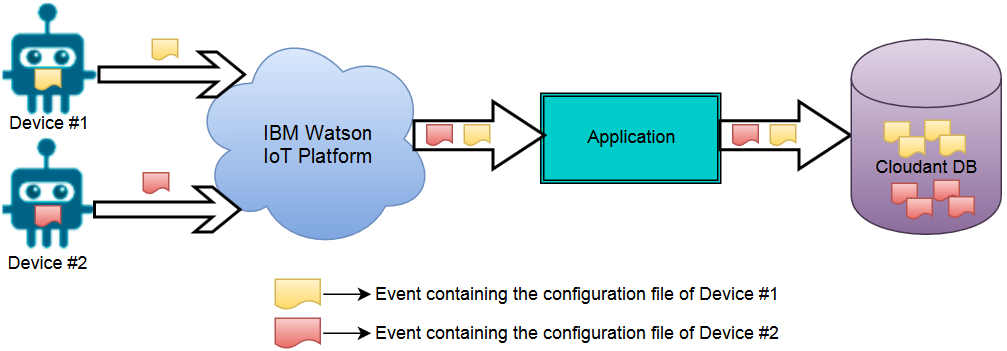 Device #1
IBM Watson
IoT Platform
Application
Cloudant DB
Device #2
Event containing the configuration file of Device #1
Event containing the configuration file of Device #2